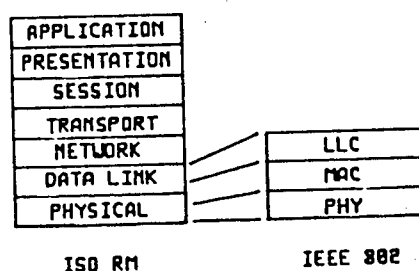 APPLICATION
PRESENTATION
SESSION
TRANSPORT
NETWORK
DATA LINK
PHYSICAL
LLC
MAC
PHY
ISO RM
IEEE 802